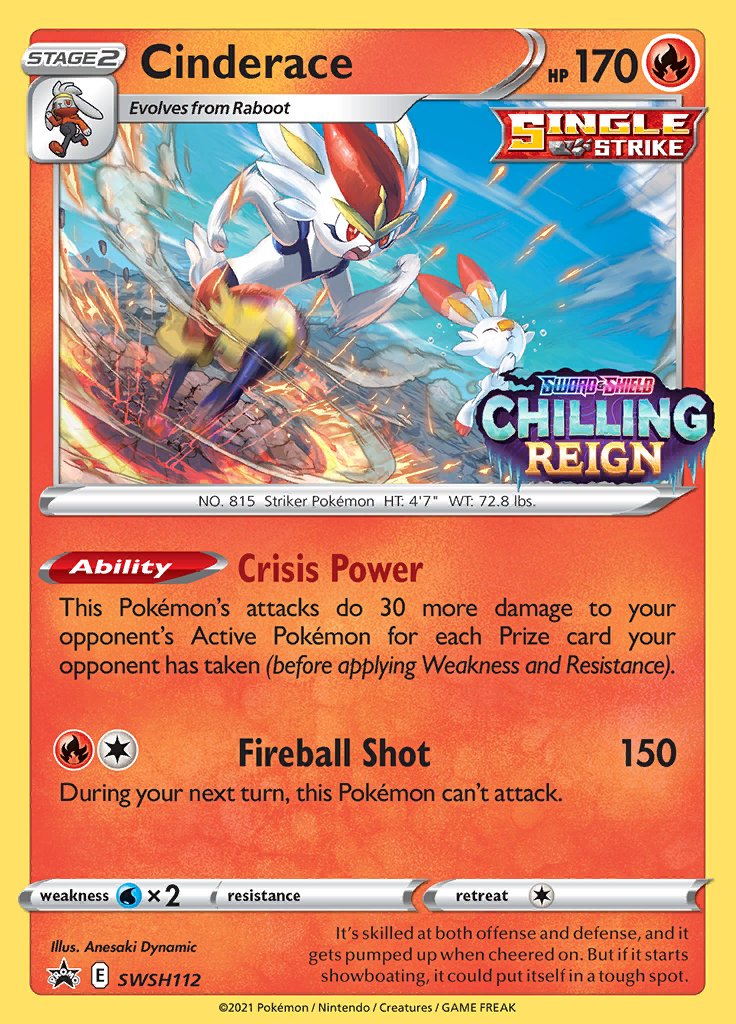 STAGE 2
Cinderace
HP 170
Evolves from Raboot
SINGLE
STRIKE
SWORD & SHIELD
CHILLING
REIGN
NO. 815 Striker Pokémon HT: 4'7" WT: 72.8 lbs.
Ability Crisis Power
This Pokémon's attacks do 30 more damage to your
opponent's Active Pokémon for each Prize card your
opponent has taken (before applying Weakness and Resistance).
Fireball Shot 150
During your next turn, this Pokémon can't attack.
weakness ×2 resistance retreat
Illus. Anesaki Dynamic
It's skilled at both offense and defense, and it
gets pumped up when cheered on. But if it starts
showboating, it could put itself in a tough spot.
PROMO E SWSH112
©2021 Pokémon / Nintendo / Creatures / GAME FREAK